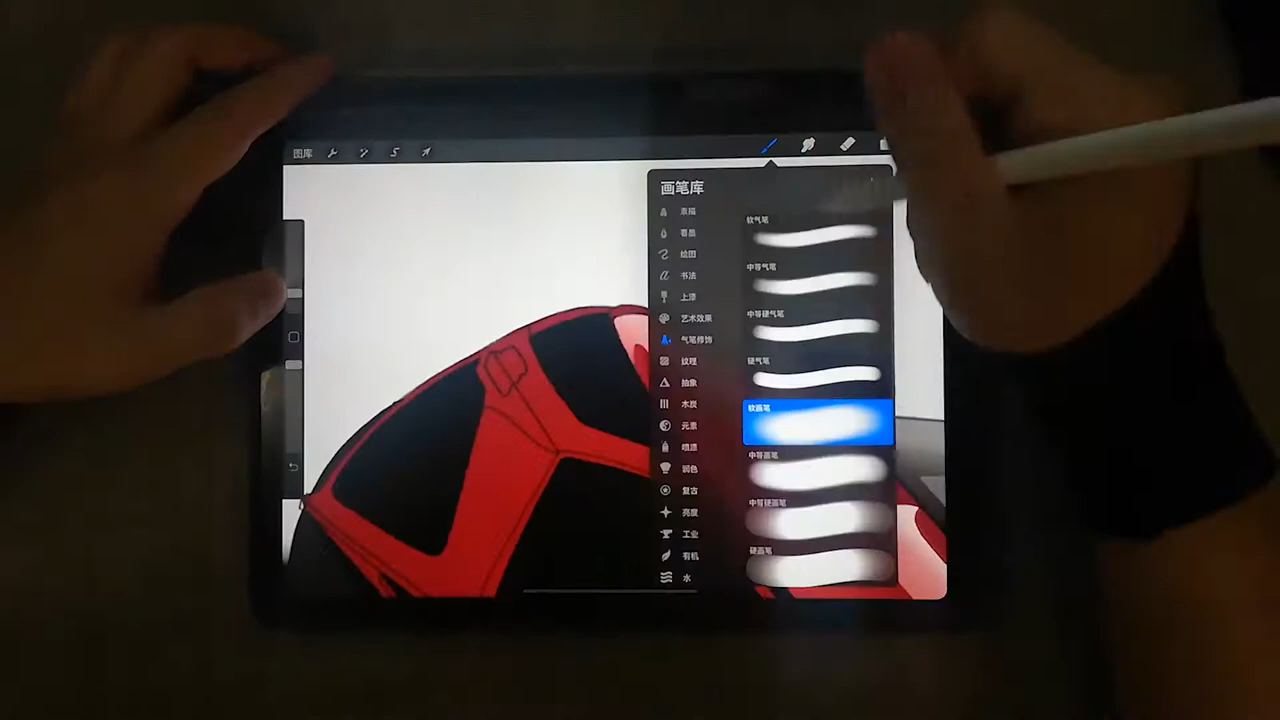 图库
画笔库
素描
着墨
绘图
书法
上漆
艺术效果
气笔修饰
纹理
抽象
木炭
元素
喷漆
润色
复古
亮度
工业
有机
水
软气笔
中等气笔
中等硬气笔
硬气笔
软画笔
中等画笔
中等硬画笔
硬画笔